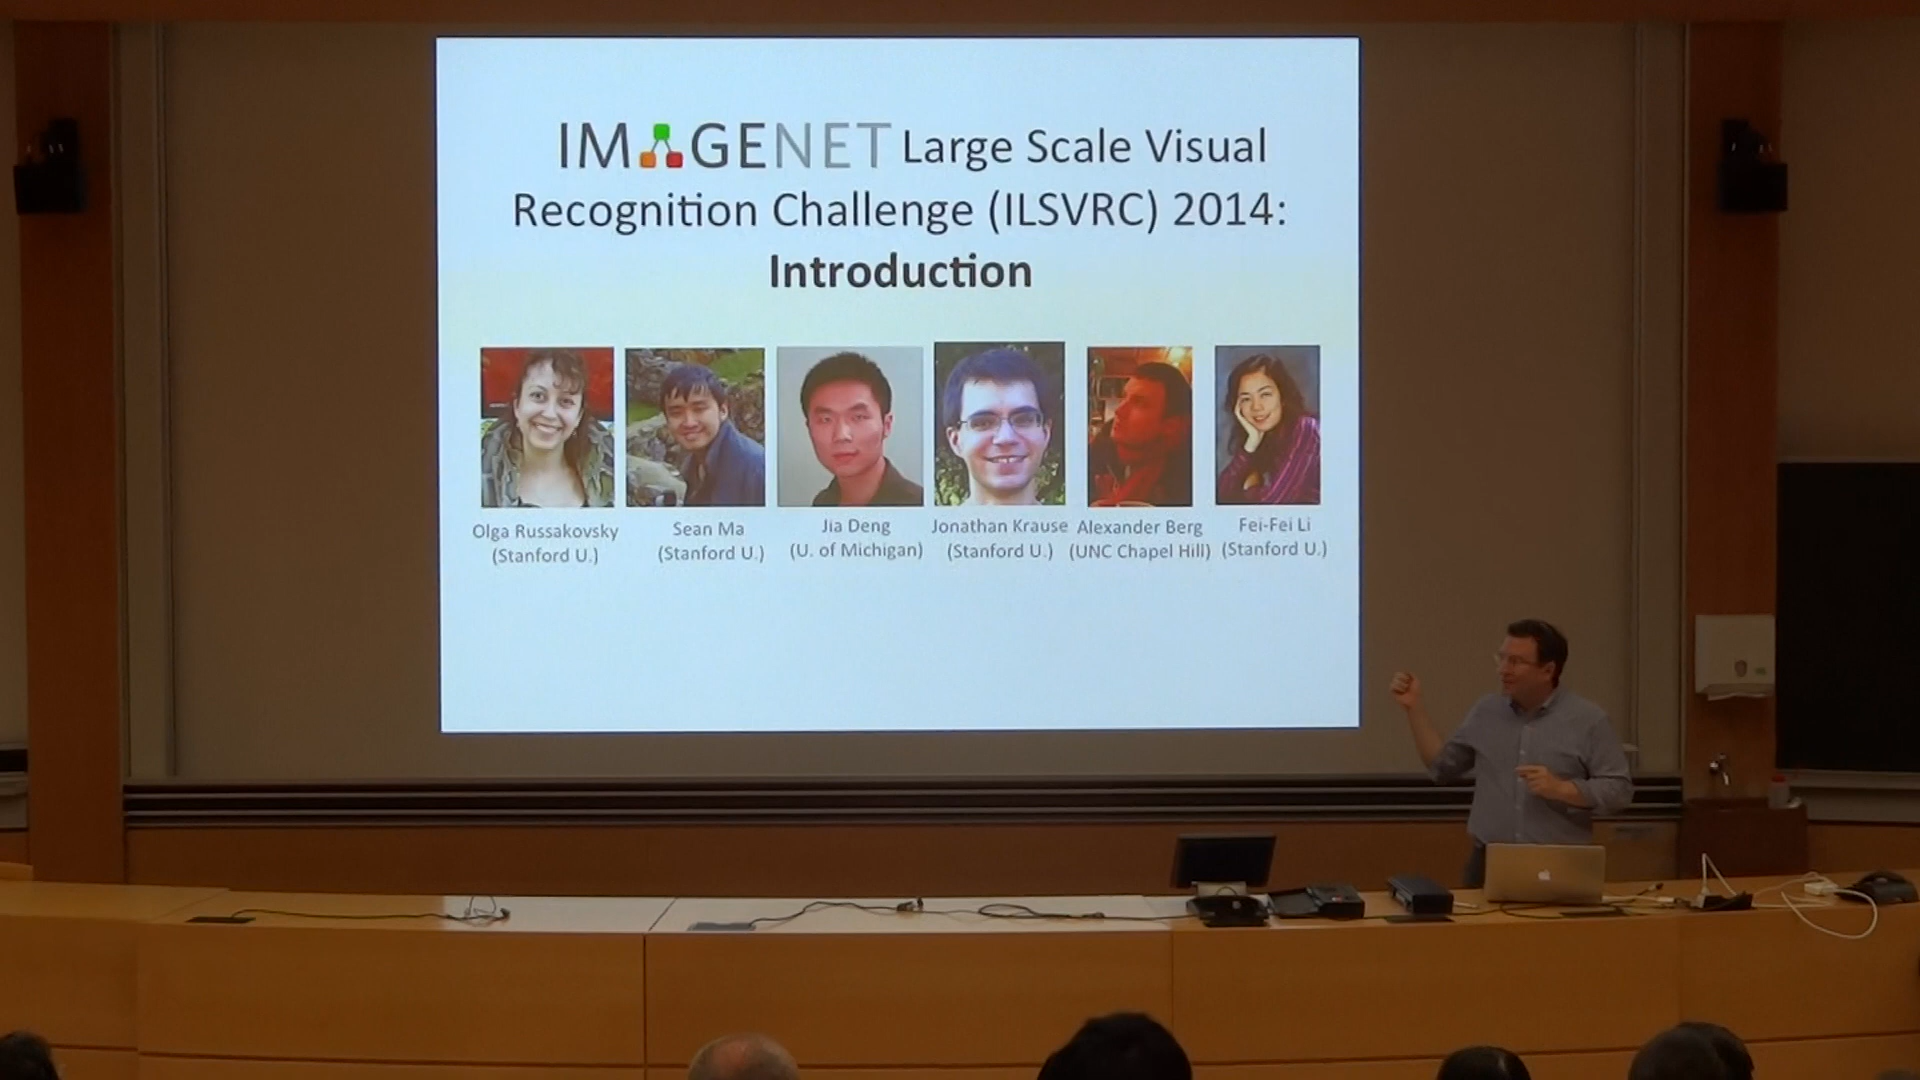 IMAGENET Large Scale Visual
Recognition Challenge (ILSVRC) 2014:
Introduction
Olga Russakovsky
(Stanford U.)
Sean Ma
(Stanford U.)
Jia Deng
(U. of Michigan)
Jonathan Krause
(Stanford U.)
Alexander Berg
(UNC Chapel Hill)
Fei-Fei Li
(Stanford U.)